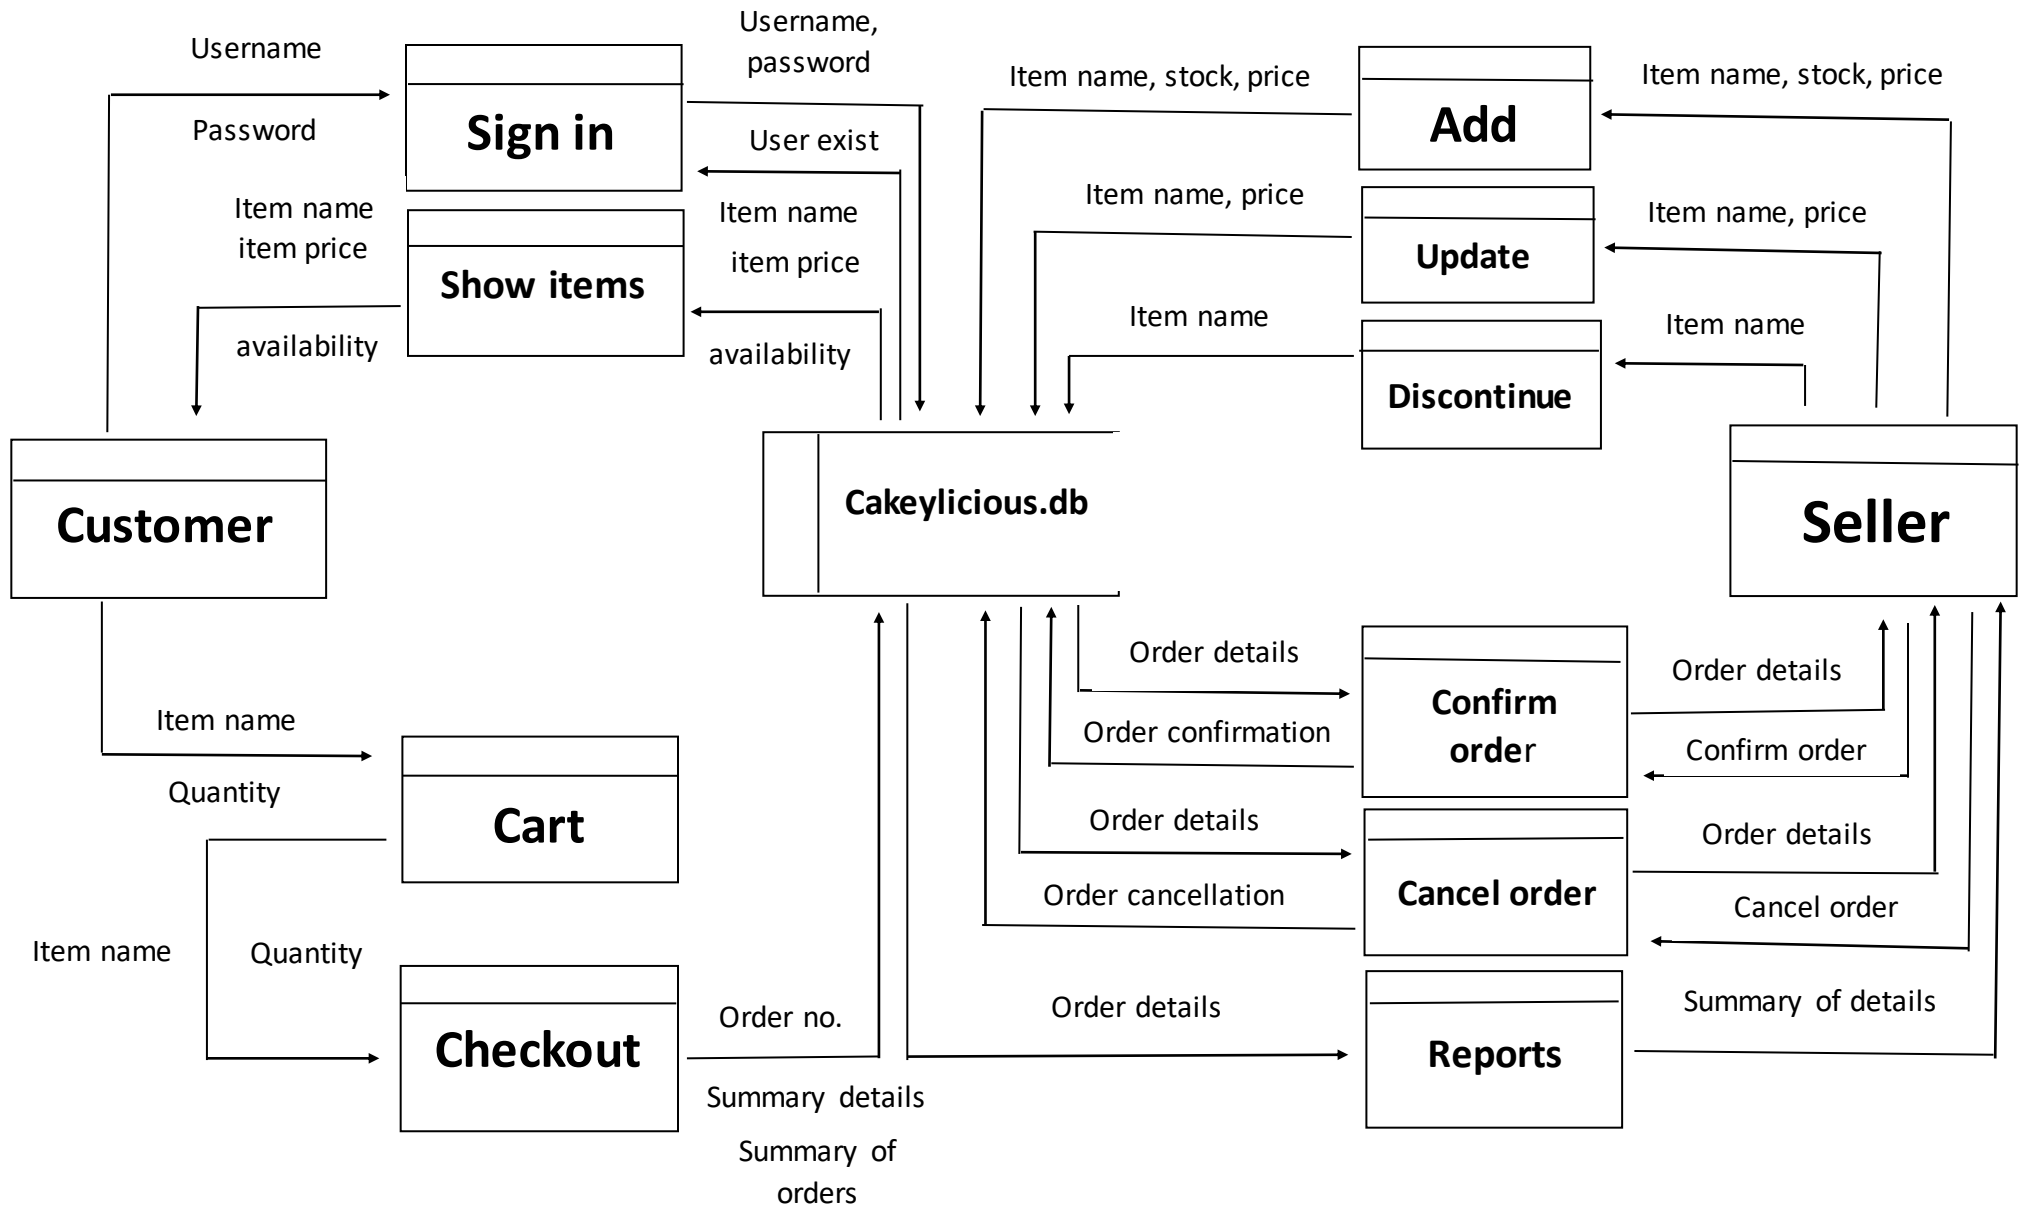 Username
Password
Sign in
Username,
password
User exist
Item name
item price
availability
Show items
Item name
item price
availability
Customer
Item name
Quantity
Cart
Item name
Quantity
Checkout
Order no.
Summary details
Summary of
orders
Cakeylicious.db
Item name, stock, price
Add
Item name, stock, price
Item name, price
Update
Item name, price
Item name
Discontinue
Item name
Seller
Order details
Confirm
order
Order details
Order confirmation
Confirm order
Order details
Cancel order
Order details
Order cancellation
Cancel order
Order details
Reports
Summary of details